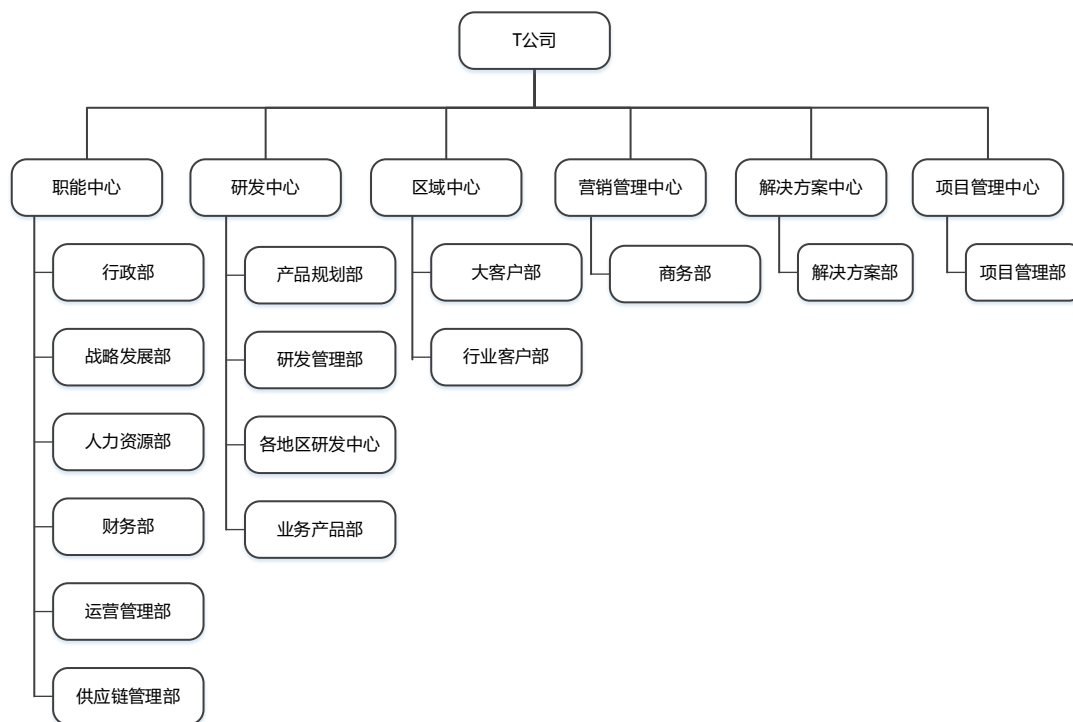 T公司
职能中心
研发中心
区域中心
营销管理中心
解决方案中心
项目管理中心
行政部
战略发展部
人力资源部
财务部
运营管理部
供应链管理部
产品规划部
研发管理部
各地区研发中心
业务产品部
大客户部
行业客户部
商务部
解决方案部
项目管理部